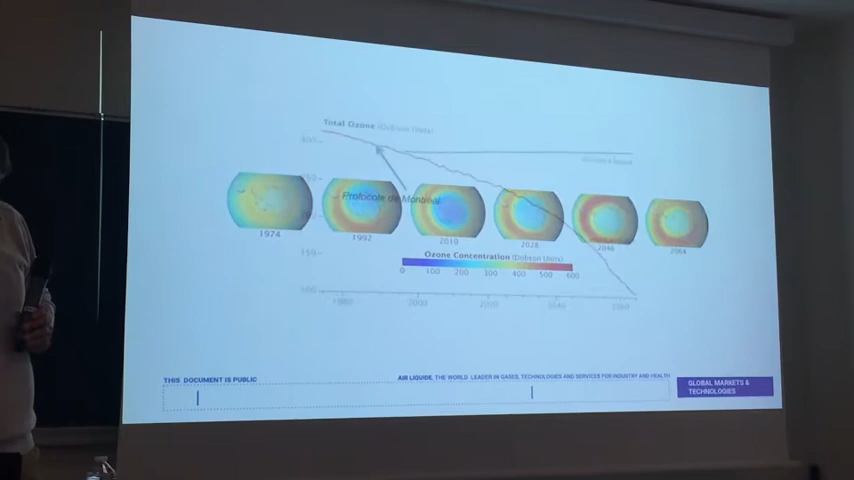 Total Ozone (Dobson Units)
Protocole de Montréal
1974
1992
2010
2028
2046
2064
Ozone Concentration (Dobson Units)
0 100 200 300 400 500 600
1980 2000 2020 2040 2060
THIS DOCUMENT IS PUBLIC
AIR LIQUIDE, THE WORLD LEADER IN GASES, TECHNOLOGIES AND SERVICES FOR INDUSTRY AND HEALTH
GLOBAL MARKETS &
TECHNOLOGIES